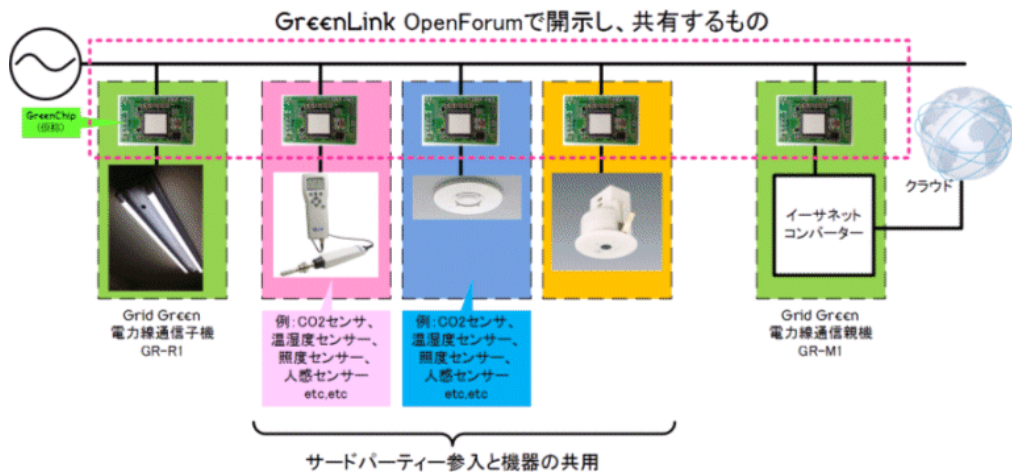 GreenLink OpenForumで開示し、共有するもの
GreenChip
(仮称)
クラウド
イーサネット
コンバーター
Grid Green
電力線通信子機
GR-R1
例:CO2センサ、
温湿度センサー、
照度センサー、
人感センサー
etc,etc
例:CO2センサ、
温湿度センサー、
照度センサー、
人感センサー
etc,etc
Grid Green
電力線通信親機
GR-M1
サードパーティー参入と機器の共用